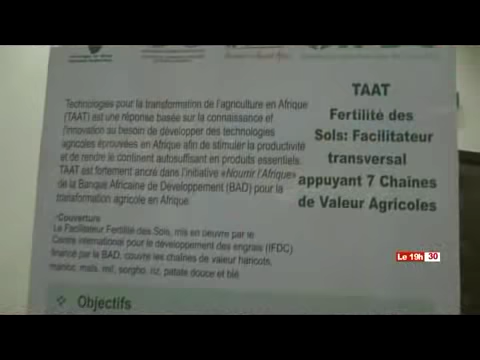 TAAT
Fertilité des
Sols: Facilitateur
transversal
appuyant 7 Chaines
de Valeur Agricoles
Technologies pour la transformation de l'agriculture en Afrique
(TAAT) est une réponse basée sur la connaissance et
l'innovation au besoin de développer des technologies
agricoles éprouvées en Afrique afin de stimuler la productivité
et de rendre le continent autosuffisant en produits essentiels.
TAAT est fortement ancré dans l'initiative «Nourrir l'Afrique»
de la Banque Africaine de Développement (BAD) pour la
transformation agricole en Afrique.
Couverture
Le Facilitateur Fertilité des Sols, mis en oeuvre par le
Centre international pour le développement des engrais (IFDC)
financé par la BAD, couvre les chaînes de valeur haricots,
manioc, maïs, mil, sorgho, riz, patate douce et blé
Objectifs
Le 19h 30